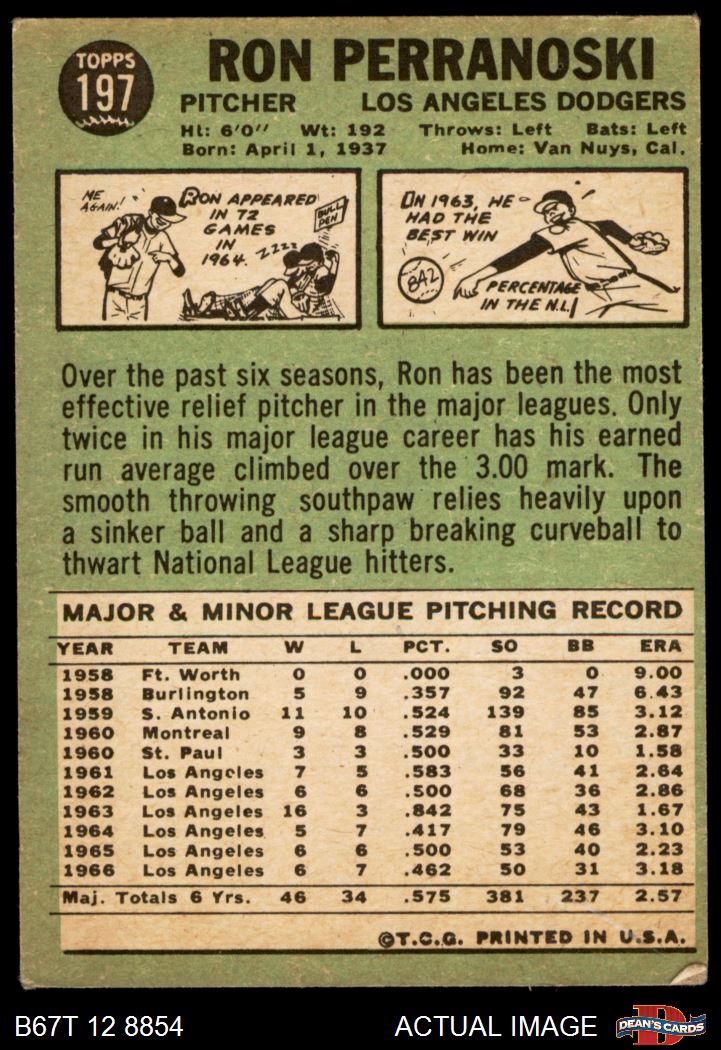 TOPPS
197
RON PERRANOSKI
PITCHER LOS ANGELES DODGERS
Ht: 6'0'' Wt: 192 Throws: Left Bats: Left
Born: April 1, 1937 Home: Van Nuys, Cal.
ME
AGAIN!
RON APPEARED
IN 72
GAMES
IN
1964.
ZZZZ
BULL
PEN
IN 1963, HE
HAD THE
BEST WIN
842
PERCENTAGE
IN THE N.L.
Over the past six seasons, Ron has been the most
effective relief pitcher in the major leagues. Only
twice in his major league career has his earned
run average climbed over the 3.00 mark. The
smooth throwing southpaw relies heavily upon
a sinker ball and a sharp breaking curveball to
thwart National League hitters.
MAJOR & MINOR LEAGUE PITCHING RECORD
YEAR TEAM W L PCT. SO BB ERA
1958 Ft. Worth 0 0 .000 3 0 9.00
1958 Burlington 5 9 .357 92 47 6.43
1959 S. Antonio 11 10 .524 139 85 3.12
1960 Montreal 9 8 .529 81 53 2.87
1960 St. Paul 3 3 .500 33 10 1.58
1961 Los Angeles 7 5 .583 56 41 2.64
1962 Los Angeles 6 6 .500 68 36 2.86
1963 Los Angeles 16 3 .842 75 43 1.67
1964 Los Angeles 5 7 .417 79 46 3.10
1965 Los Angeles 6 6 .500 53 40 2.23
1966 Los Angeles 6 7 .462 50 31 3.18
Maj. Totals 6 Yrs. 46 34 .575 381 237 2.57
©T.C.G. PRINTED IN U.S.A.
B67T 12 8854 ACTUAL IMAGE
D
DEAN'S CARDS